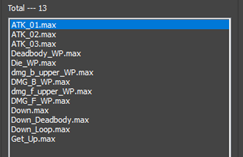 Total --- 13
ATK_01.max
ATK_02.max
ATK_03.max
Deadbody_WP.max
Die_WP.max
dmg_b_upper_WP.max
DMG_B_WP.max
dmg_f_upper_WP.max
DMG_F_WP.max
Down.max
Down_Deadbody.max
Down_Loop.max
Get_Up.max